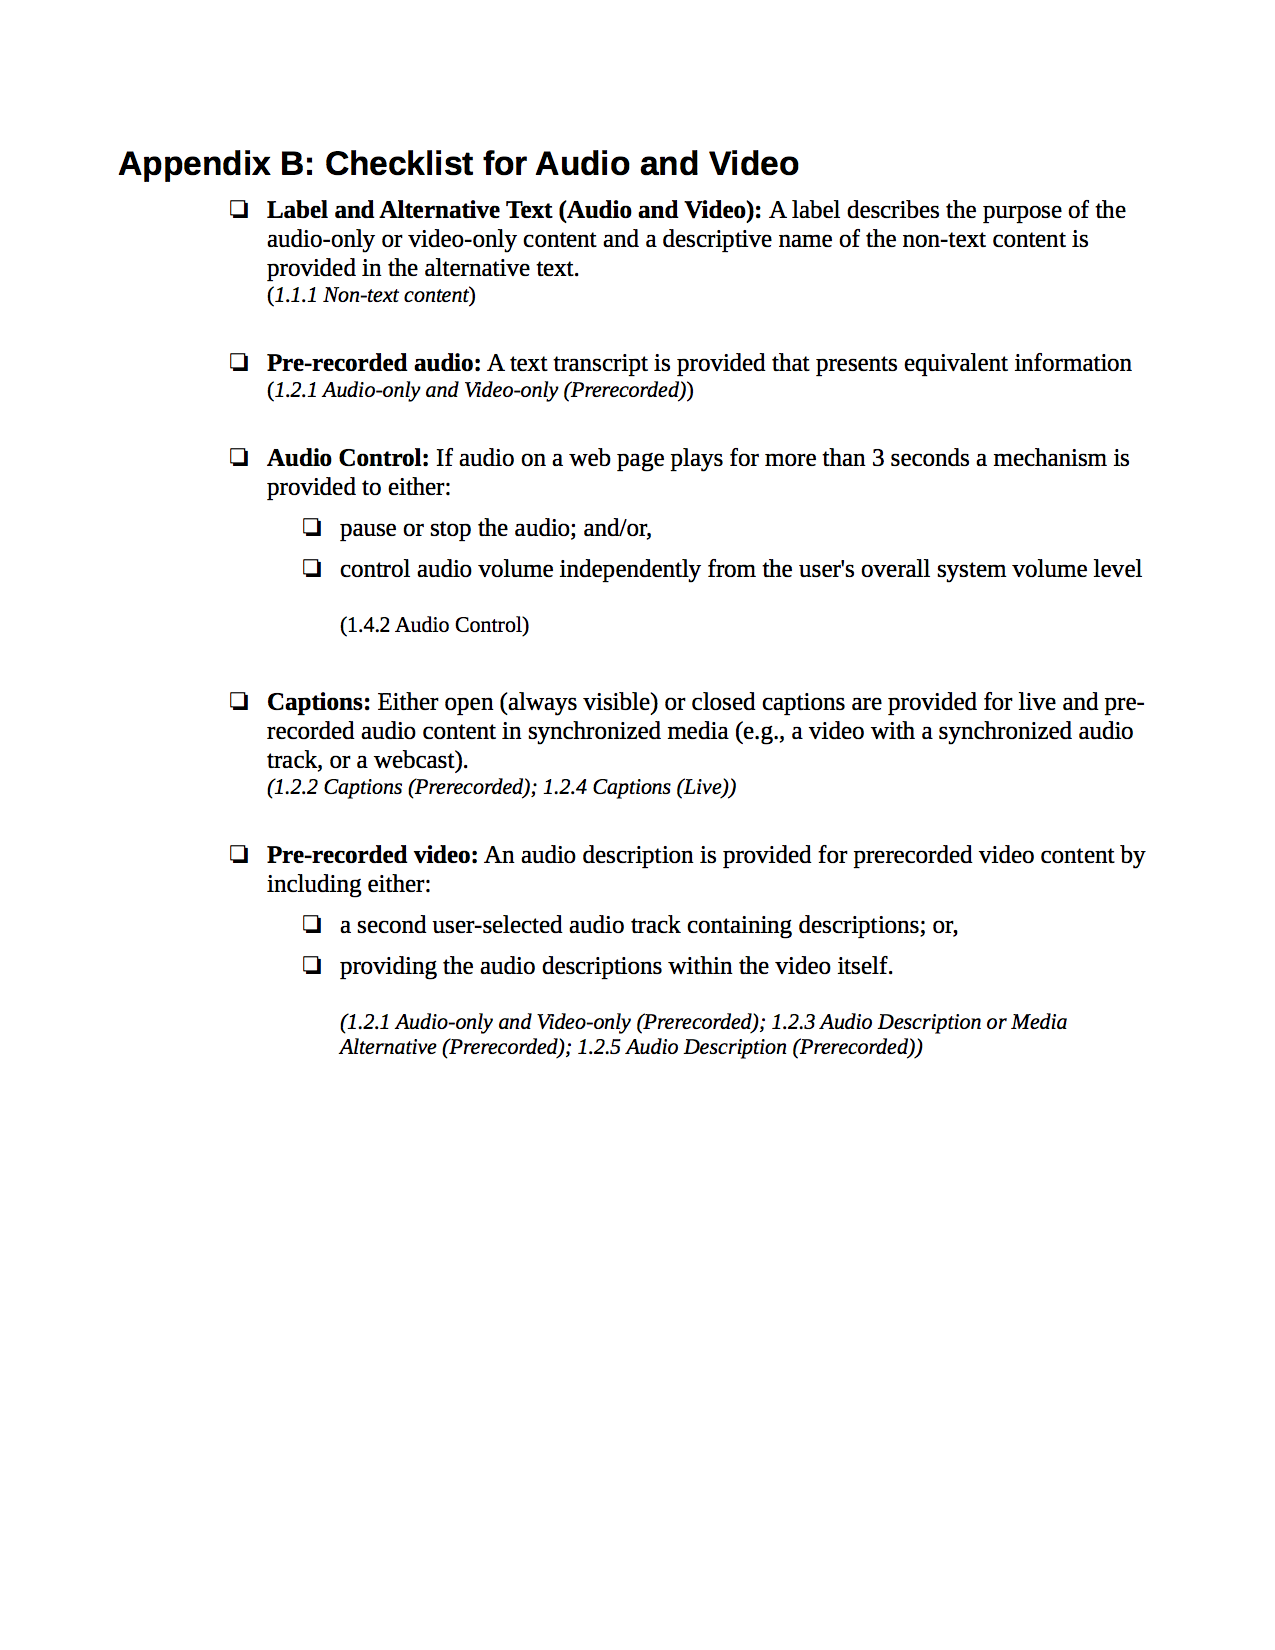 Appendix B: Checklist for Audio and Video
❏ Label and Alternative Text (Audio and Video): A label describes the purpose of the
audio-only or video-only content and a descriptive name of the non-text content is
provided in the alternative text.
(1.1.1 Non-text content)
❏ Pre-recorded audio: A text transcript is provided that presents equivalent information
(1.2.1 Audio-only and Video-only (Prerecorded))
❏ Audio Control: If audio on a web page plays for more than 3 seconds a mechanism is
provided to either:
❏ pause or stop the audio; and/or,
❏ control audio volume independently from the user's overall system volume level
(1.4.2 Audio Control)
❏ Captions: Either open (always visible) or closed captions are provided for live and pre-
recorded audio content in synchronized media (e.g., a video with a synchronized audio
track, or a webcast).
(1.2.2 Captions (Prerecorded); 1.2.4 Captions (Live))
❏ Pre-recorded video: An audio description is provided for prerecorded video content by
including either:
❏ a second user-selected audio track containing descriptions; or,
❏ providing the audio descriptions within the video itself.
(1.2.1 Audio-only and Video-only (Prerecorded); 1.2.3 Audio Description or Media
Alternative (Prerecorded); 1.2.5 Audio Description (Prerecorded))